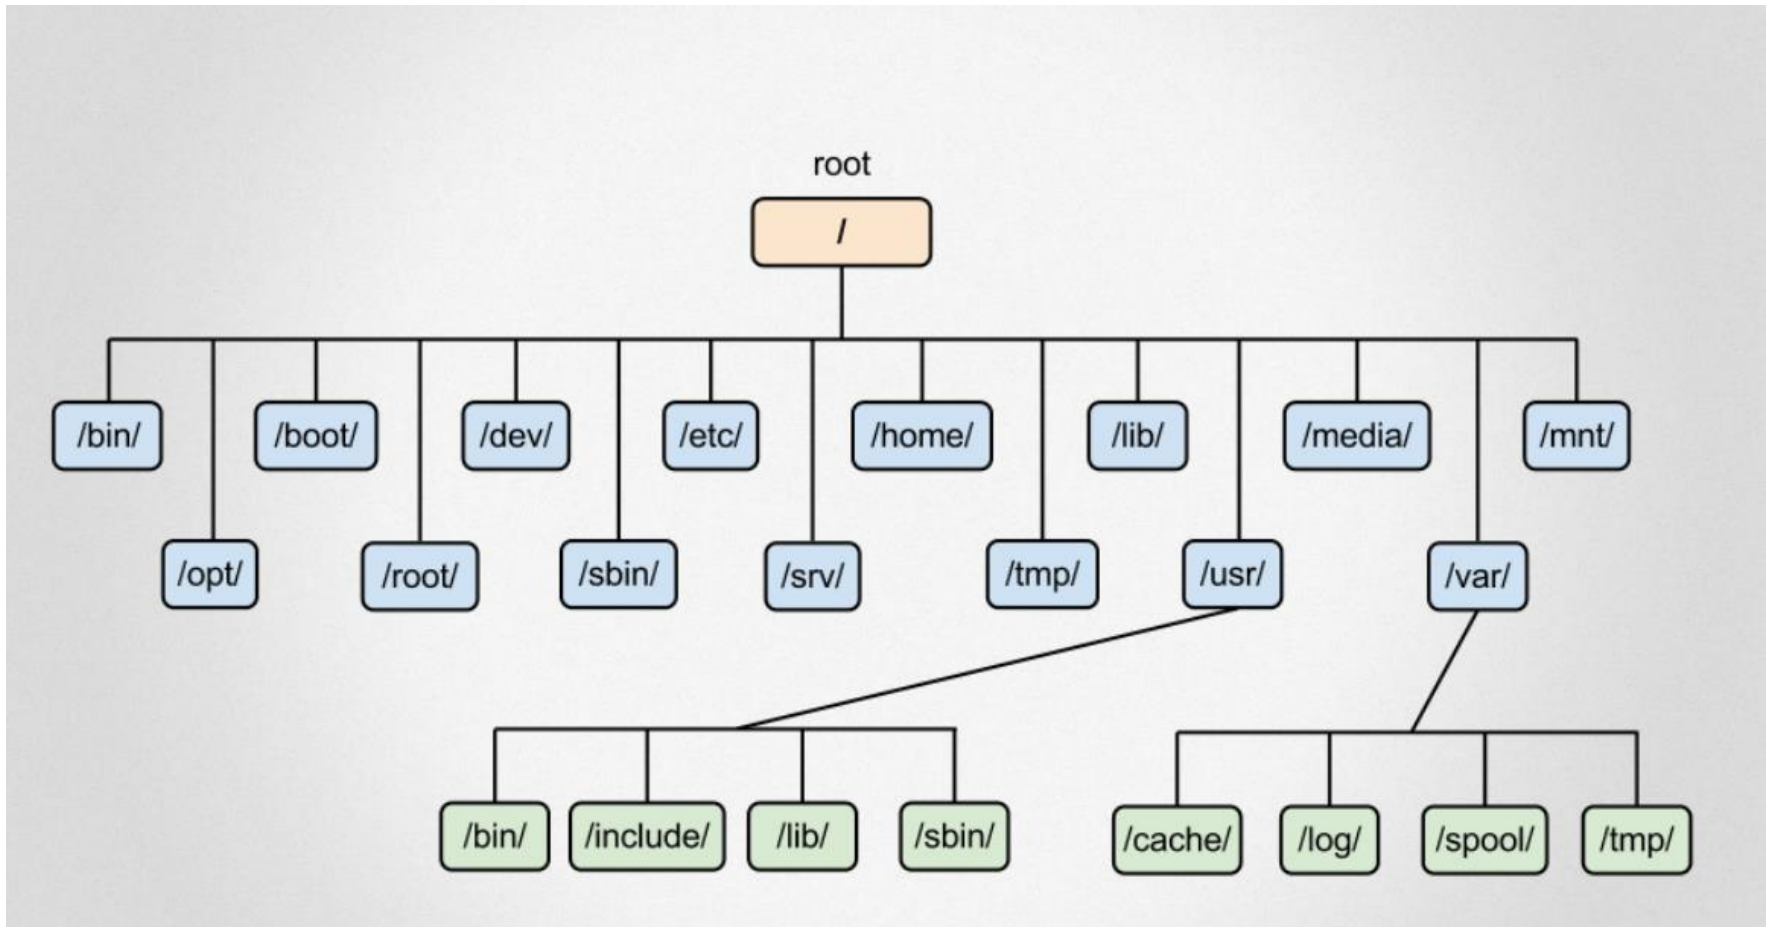 root
/
/bin/
/boot/
/dev/
/etc/
/home/
/lib/
/media/
/mnt/
/opt/
/root/
/sbin/
/srv/
/tmp/
/usr/
/var/
/bin/
/include/
/lib/
/sbin/
/cache/
/log/
/spool/
/tmp/